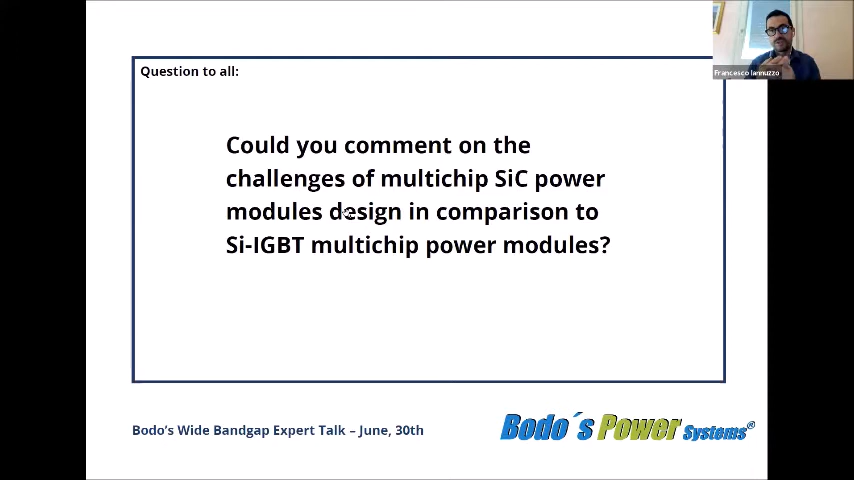 Francesco Iannuzzo
Question to all:
Could you comment on the
challenges of multichip SiC power
modules design in comparison to
Si-IGBT multichip power modules?
Bodo's Wide Bandgap Expert Talk – June, 30th
Bodo´s Power Systems®